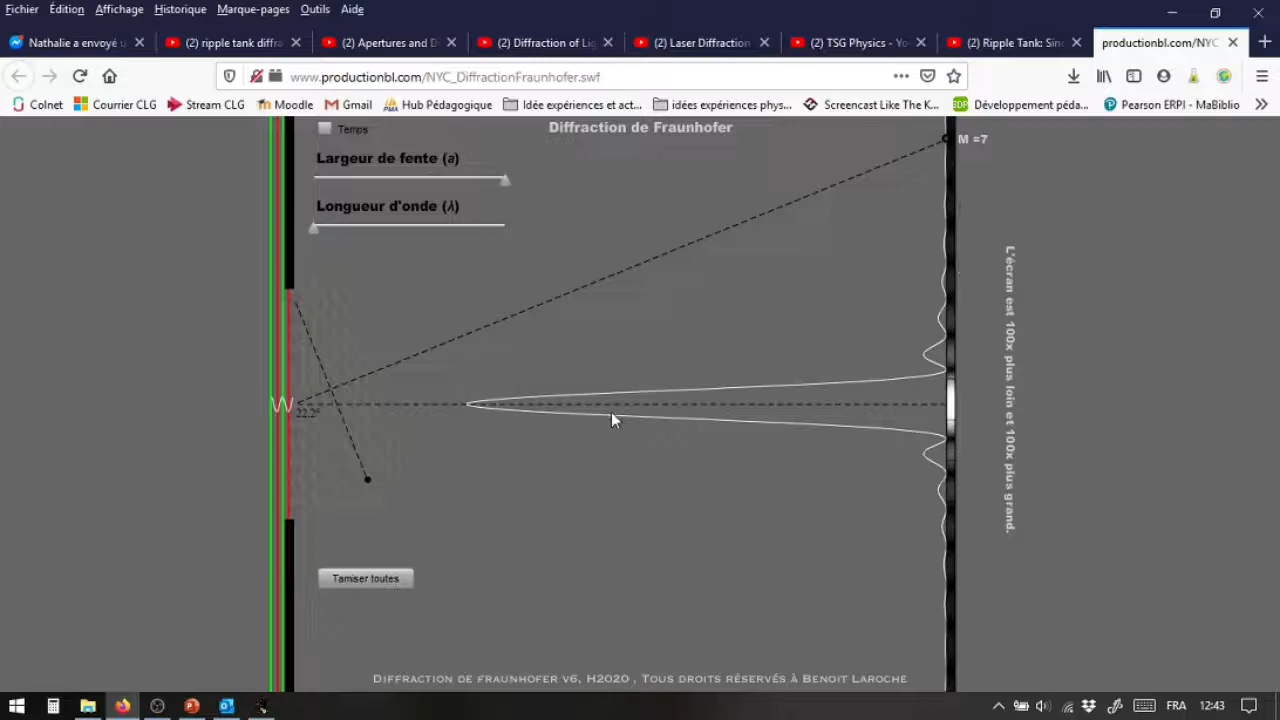 Fichier Édition Affichage Historique Marque-pages Outils Aide
Nathalie a envoyé u (2) ripple tank diffra (2) Apertures and D (2) Diffraction of Lig (2) Laser Diffraction (2) TSG Physics - Yo (2) Ripple Tank: Sin productionbl.com/NYC_
www.productionbl.com/NYC_DiffractionFraunhofer.swf
Colnet Courrier CLG Stream CLG Moodle Gmail Hub Pédagogique Idée expériences et act... idées expériences phys... Screencast Like The K... Développement péda... Pearson ERPI - MaBiblio
Temps
Diffraction de Fraunhofer
M =7
Largeur de fente (a)
Longueur d'onde (λ)
22.2°
L'écran est 100x plus loin et 100x plus grand.
Tamiser toutes
Diffraction de fraunhofer v6, H2020 , Tous droits réservés à Benoit Laroche
FRA 12:43